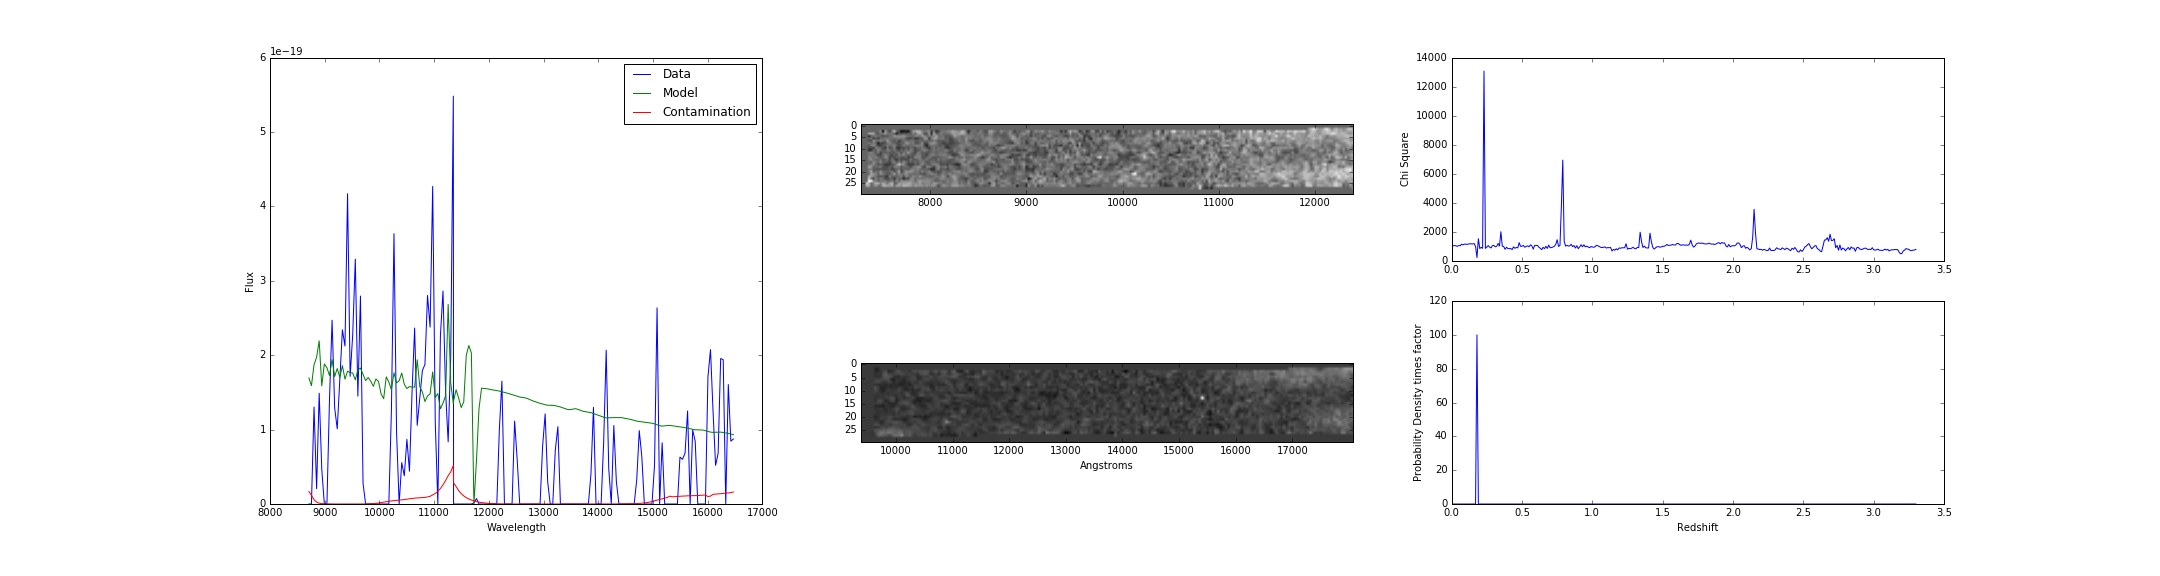 1e−19
6
5
4
3
2
1
0
Flux
8000 9000 10000 11000 12000 13000 14000 15000 16000 17000
Wavelength
Data
Model
Contamination
0
5
10
15
20
25
8000 9000 10000 11000 12000
0
5
10
15
20
25
10000 11000 12000 13000 14000 15000 16000 17000
Angstroms
14000
12000
10000
8000
6000
4000
2000
0
Chi Square
0.0 0.5 1.0 1.5 2.0 2.5 3.0 3.5
120
100
80
60
40
20
0
Probability Density times factor
0.0 0.5 1.0 1.5 2.0 2.5 3.0 3.5
Redshift